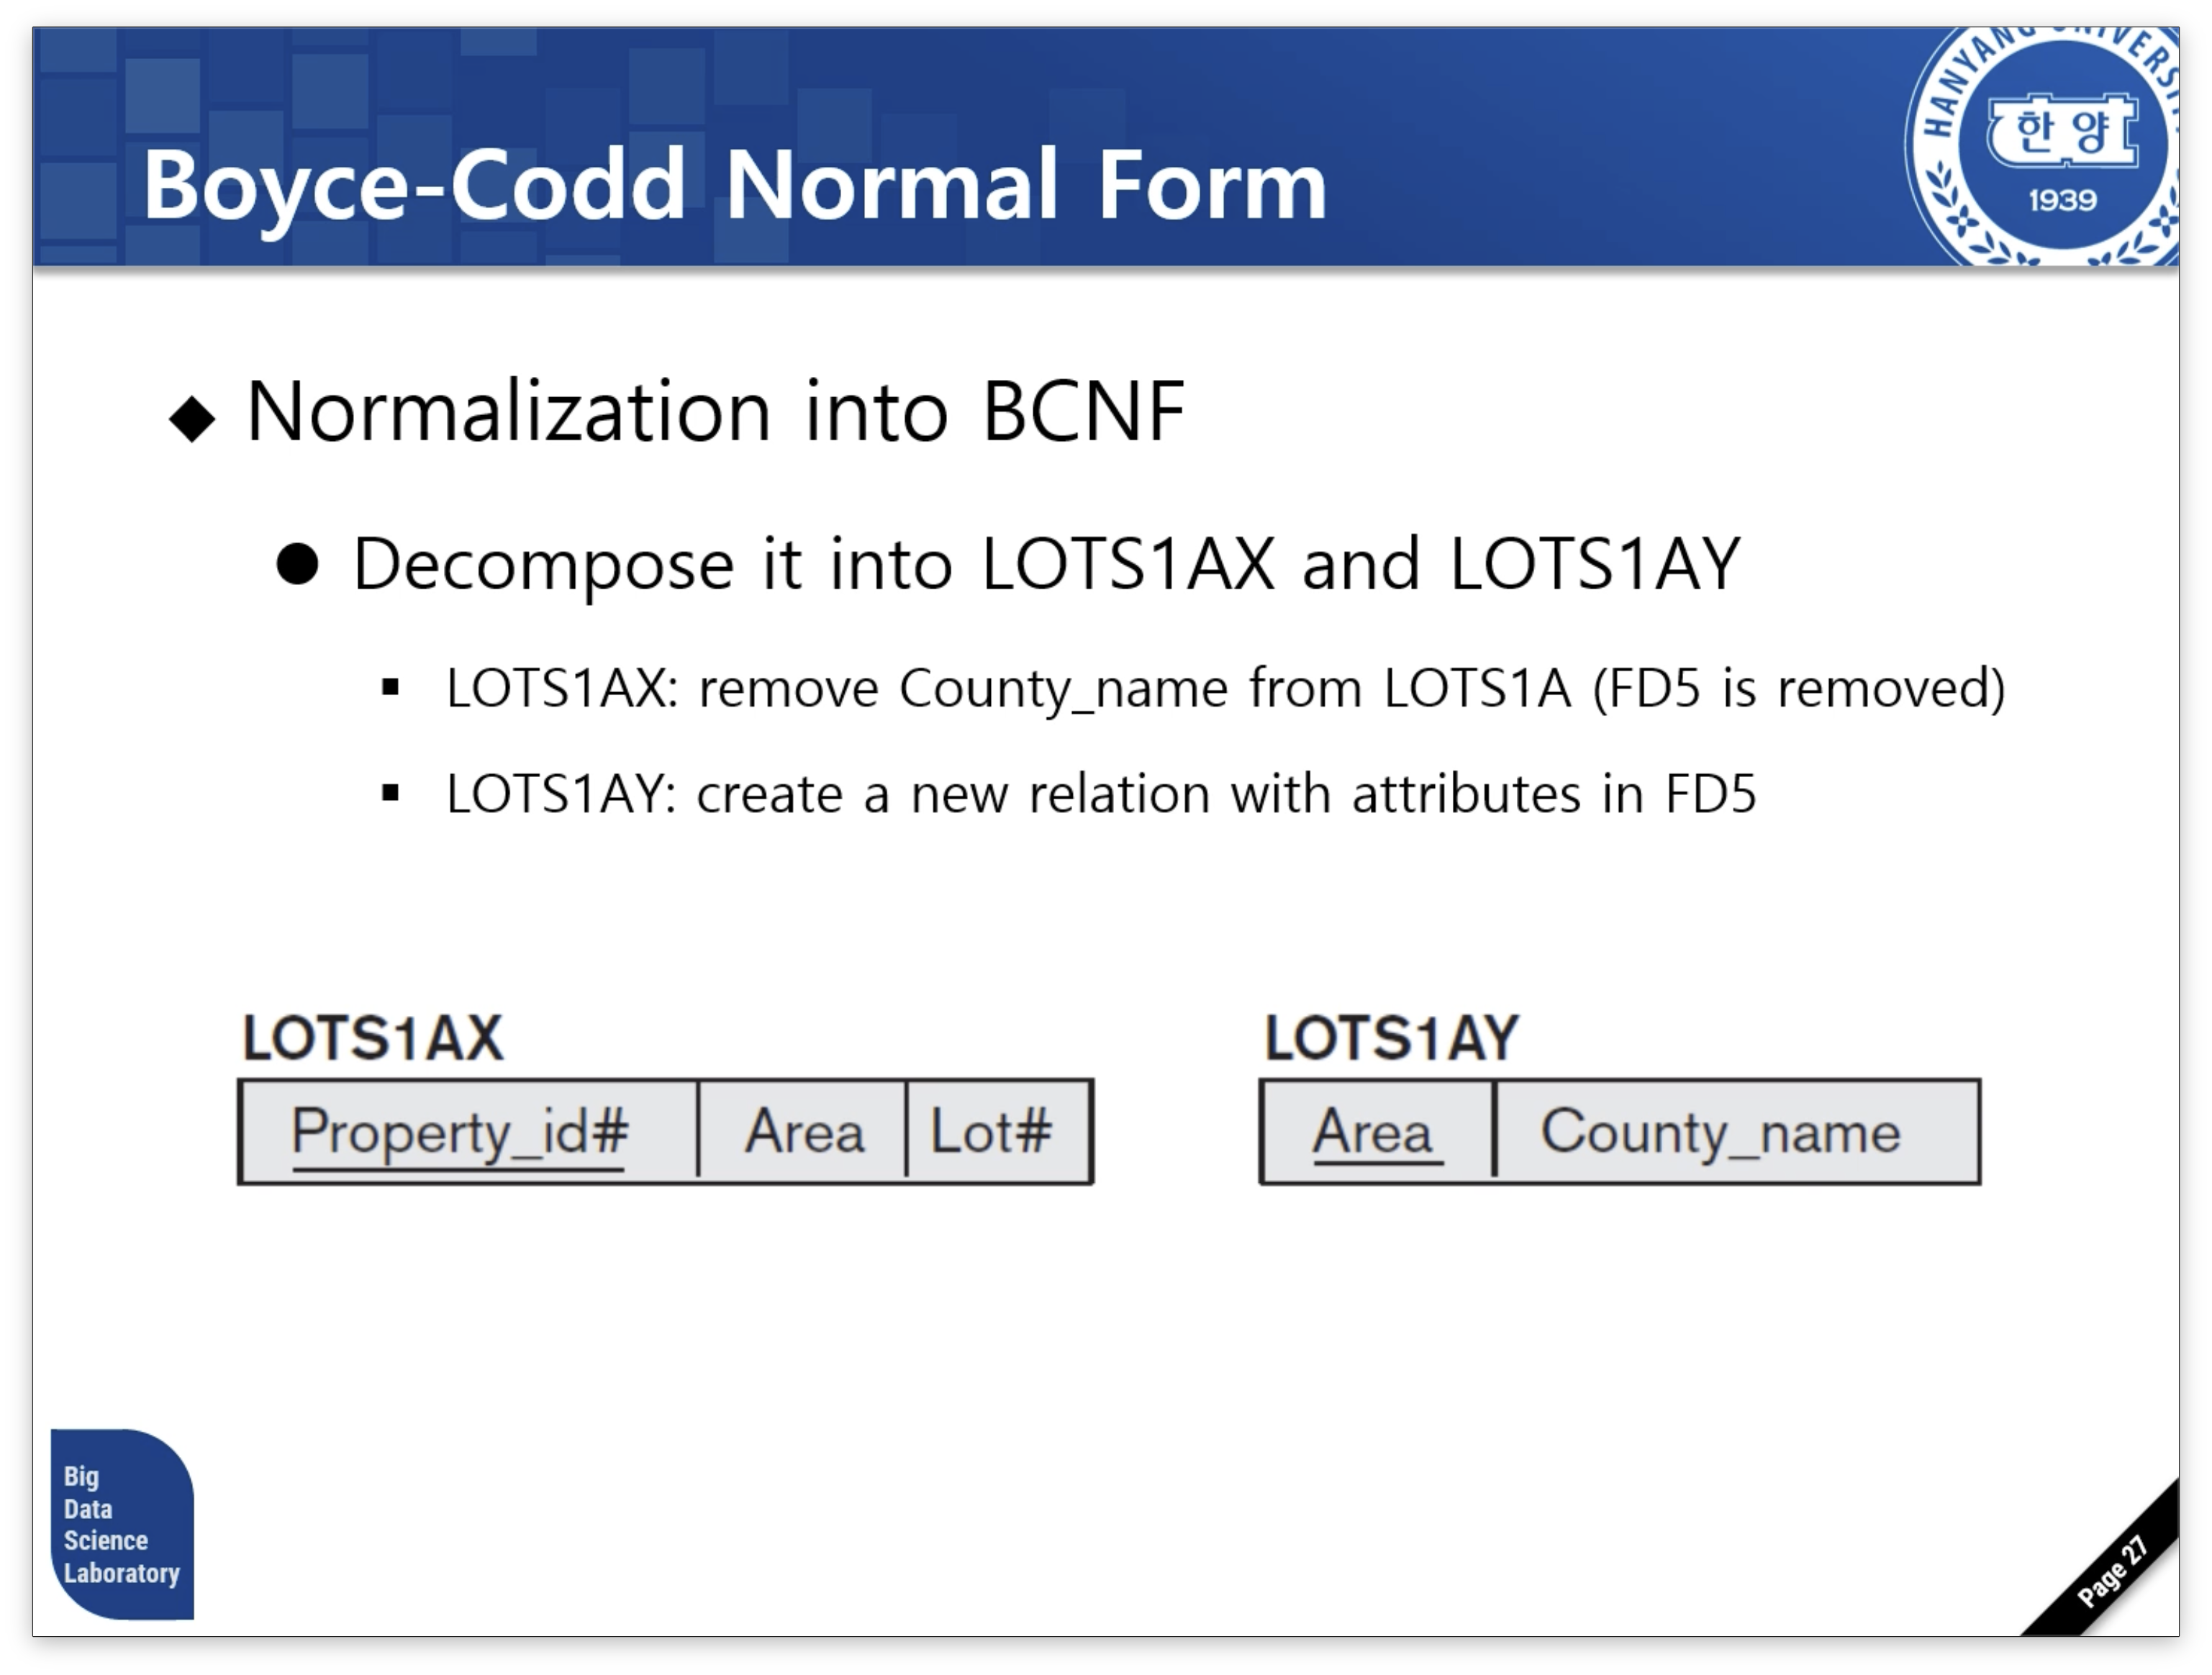 Boyce-Codd Normal Form
HANYANG UNIVERSITY
한양
1939
◆ Normalization into BCNF
● Decompose it into LOTS1AX and LOTS1AY
▪ LOTS1AX: remove County_name from LOTS1A (FD5 is removed)
▪ LOTS1AY: create a new relation with attributes in FD5
LOTS1AX
Property_id# Area Lot#
LOTS1AY
Area County_name
Big
Data
Science
Laboratory
Page 27